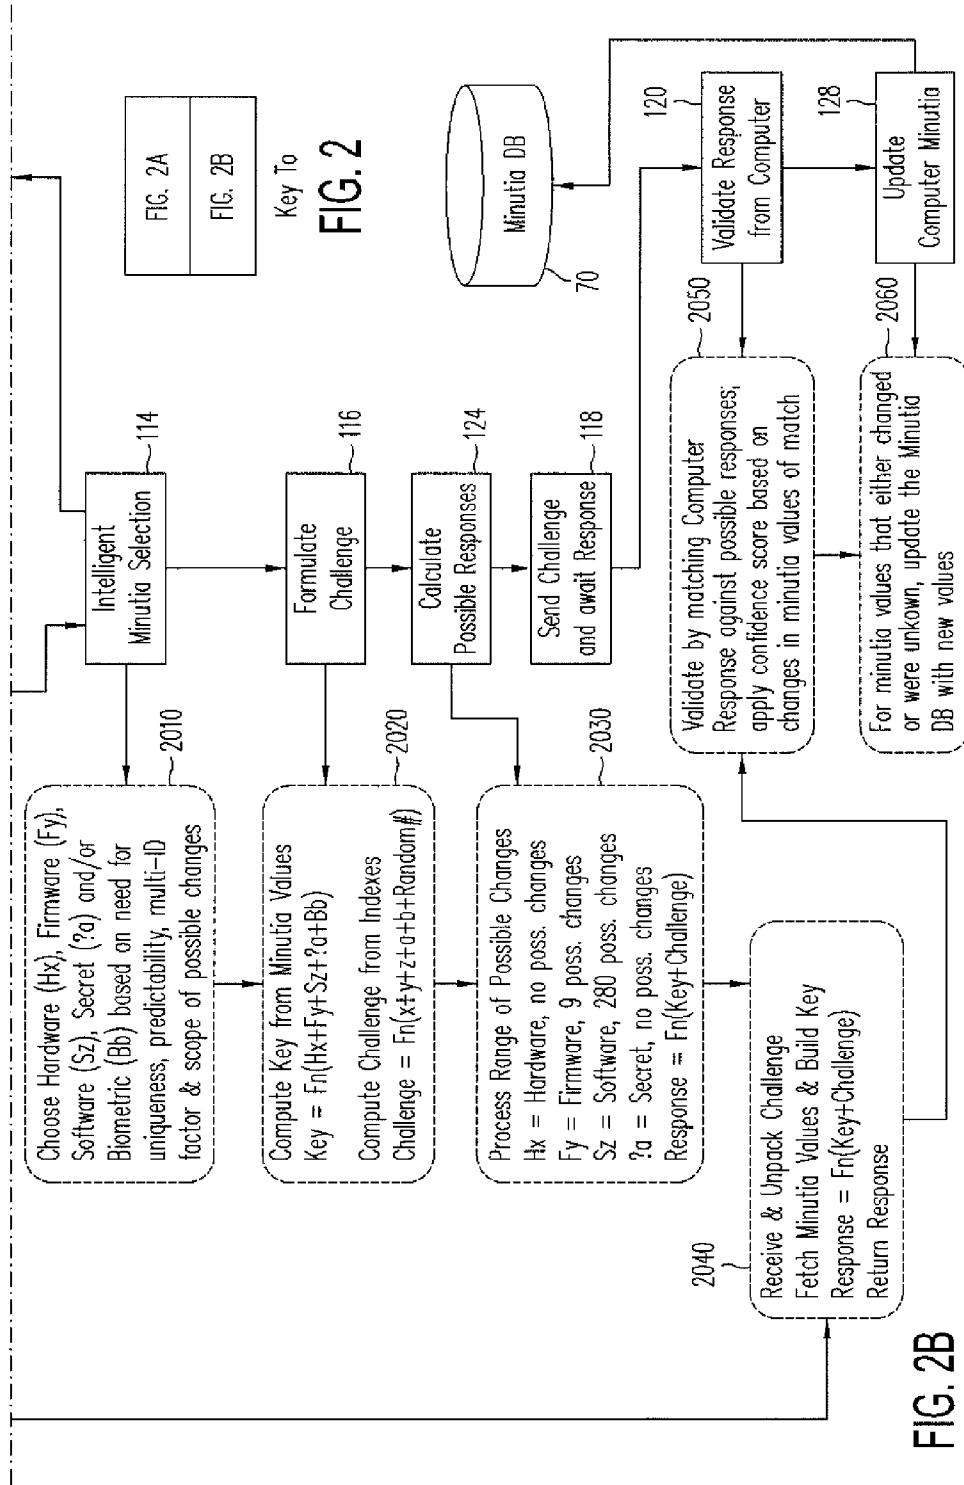 Intelligent
Minutia Selection
114
FIG. 2A
FIG. 2B
Key To
FIG. 2
Choose Hardware (Hx), Firmware (Fy),
Software (Sz), Secret (?a) and/or
Biometric (Bb) based on need for
uniqueness, predictability, multi-ID
factor & scope of possible changes
2010
Formulate
Challenge
116
Compute Key from Minutia Values
Key = Fn(Hx+Fy+Sz+?a+Bb)
Compute Challenge from Indexes
Challenge = Fn(x+y+z+a+b+Random#)
2020
Calculate
Possible Responses
124
Process Range of Possible Changes
Hx = Hardware, no poss. changes
Fy = Firmware, 9 poss. changes
Sz = Software, 280 poss. changes
?a = Secret, no poss. changes
Response = Fn(Key+Challenge)
2030
Send Challenge
and await Response
118
Minutia DB
70
Receive & Unpack Challenge
Fetch Minutia Values & Build Key
Response = Fn(Key+Challenge)
Return Response
2040
Validate by matching Computer
Response against possible responses;
apply confidence score based on
changes in minutia values of match
2050
Validate Response
from Computer
120
For minutia values that either changed
or were unkown, update the Minutia
DB with new values
2060
Update
Computer Minutia
128
FIG. 2B